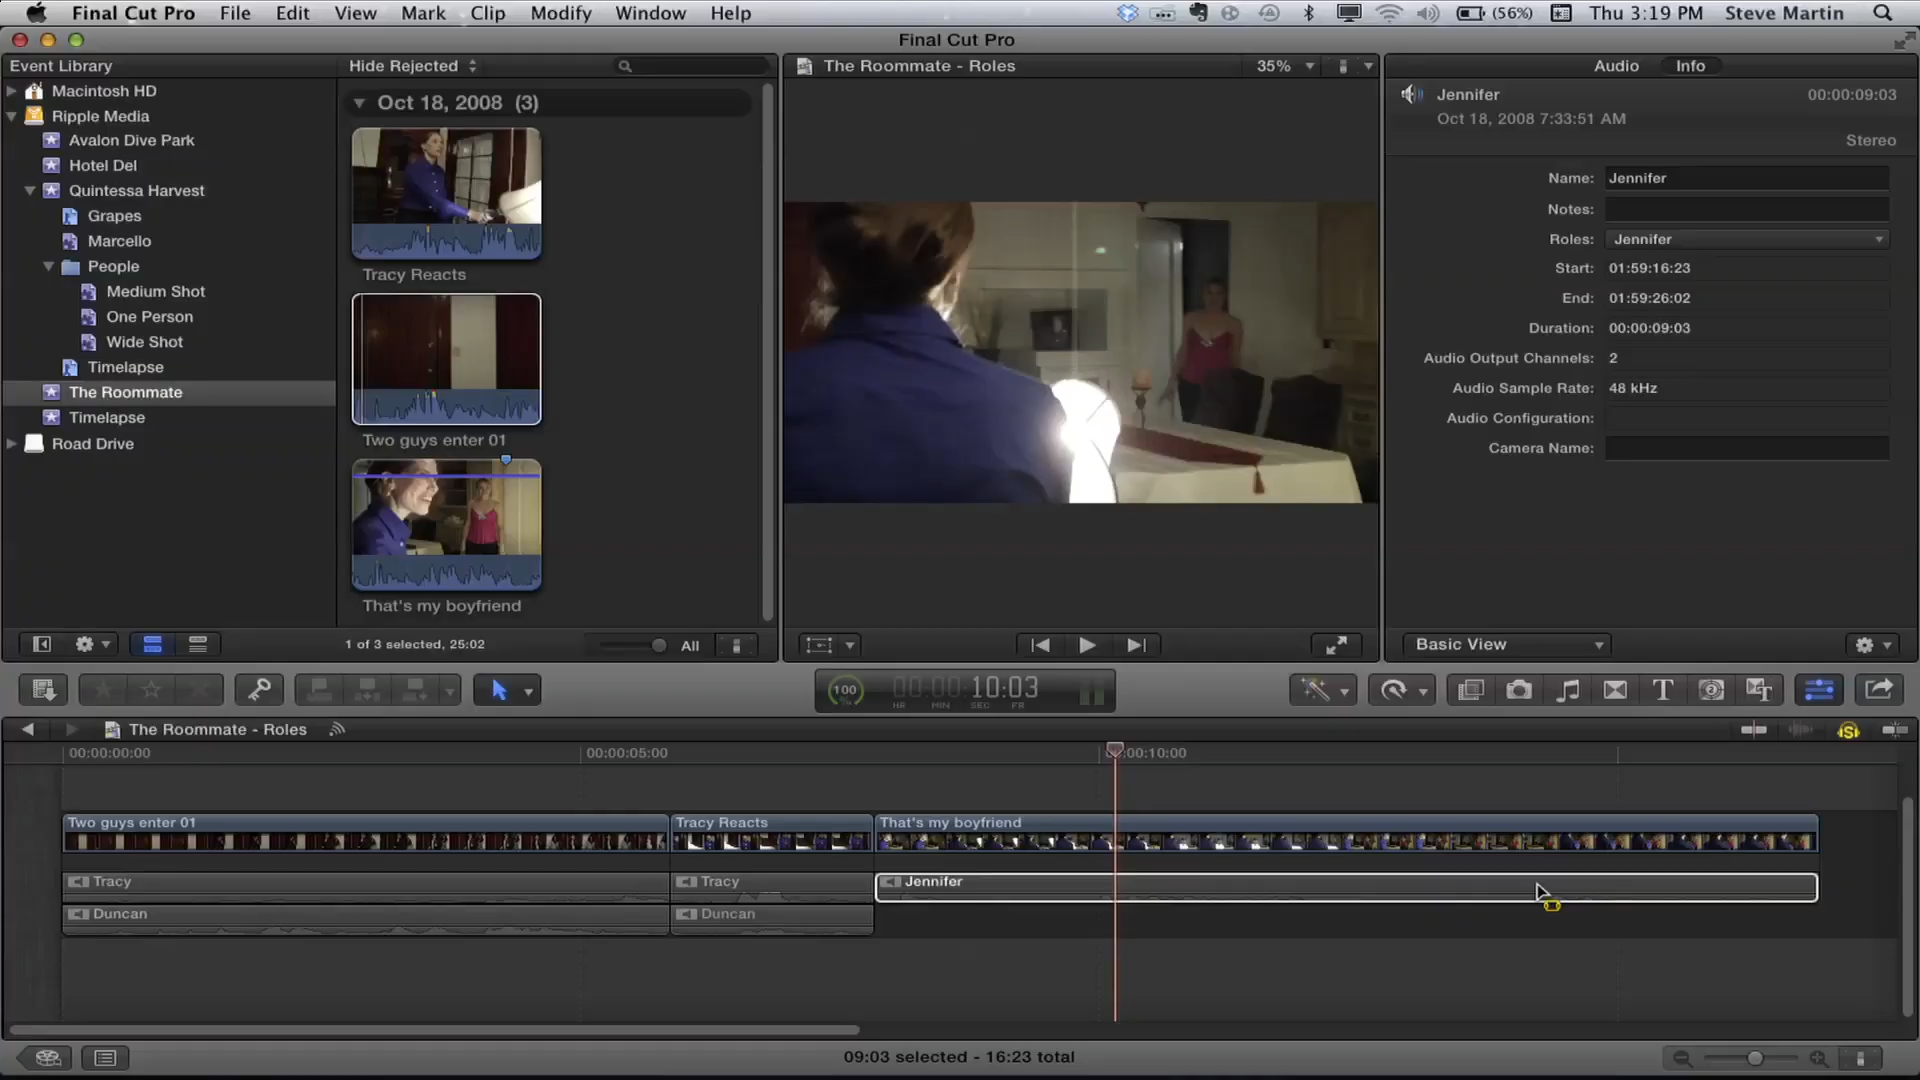 Final Cut Pro File Edit View Mark Clip Modify Window Help (56%) Thu 3:19 PM Steve Martin
Final Cut Pro
Event Library
Macintosh HD
Ripple Media
Avalon Dive Park
Hotel Del
Quintessa Harvest
Grapes
Marcello
People
Medium Shot
One Person
Wide Shot
Timelapse
The Roommate
Timelapse
Road Drive
Hide Rejected
Oct 18, 2008 (3)
Tracy Reacts
Two guys enter 01
That's my boyfriend
1 of 3 selected, 25:02
All
The Roommate - Roles
35%
Audio Info
Jennifer 00:00:09:03
Oct 18, 2008 7:33:51 AM
Stereo
Name: Jennifer
Notes:
Roles: Jennifer
Start: 01:59:16:23
End: 01:59:26:02
Duration: 00:00:09:03
Audio Output Channels: 2
Audio Sample Rate: 48 kHz
Audio Configuration:
Camera Name:
Basic View
100 00:00:10:03
HR MIN SEC FR
The Roommate - Roles
00:00:00:00 00:00:05:00 00:00:10:00
Two guys enter 01 Tracy Reacts That's my boyfriend
Tracy Tracy Jennifer
Duncan Duncan
09:03 selected - 16:23 total